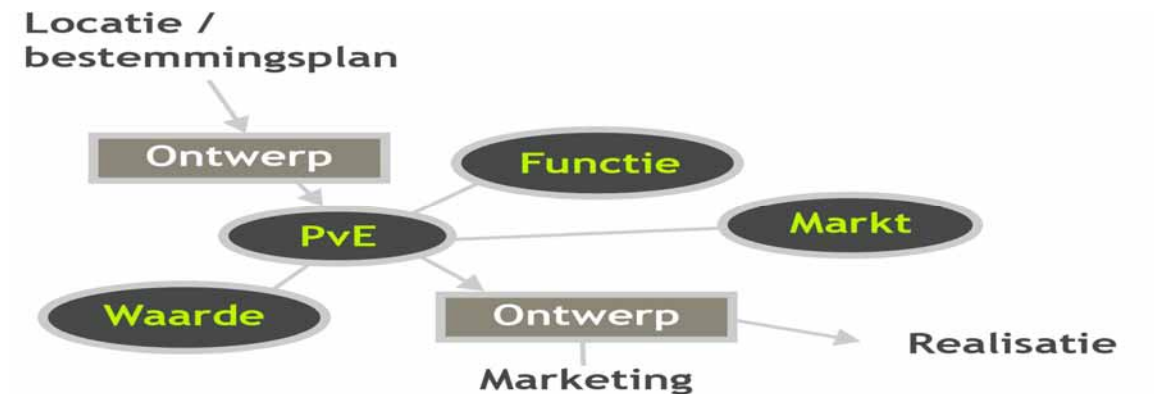 Locatie /
bestemmingsplan
Ontwerp
Functie
Markt
PvE
Waarde
Ontwerp
Realisatie
Marketing